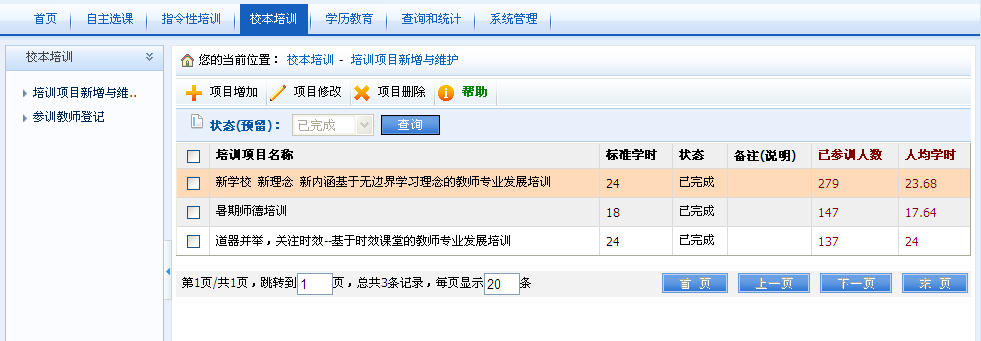 首页 自主选课 指令性培训 校本培训 学历教育 查询和统计 系统管理
校本培训
培训项目新增与维..
参训教师登记
您的当前位置： 校本培训 - 培训项目新增与维护
项目增加 项目修改 项目删除 帮助
状态(预留)： 已完成 查询
培训项目名称 标准学时 状态 备注(说明) 已参训人数 人均学时
新学校 新理念 新内涵基于无边界学习理念的教师专业发展培训 24 已完成 279 23.68
暑期师德培训 18 已完成 147 17.64
道器并举，关注时效--基于时效课堂的教师专业发展培训 24 已完成 137 24
第1页/共1页，跳转到 1 页，总共3条记录，每页显示 20 条 首 页 上一页 下一页 末 页